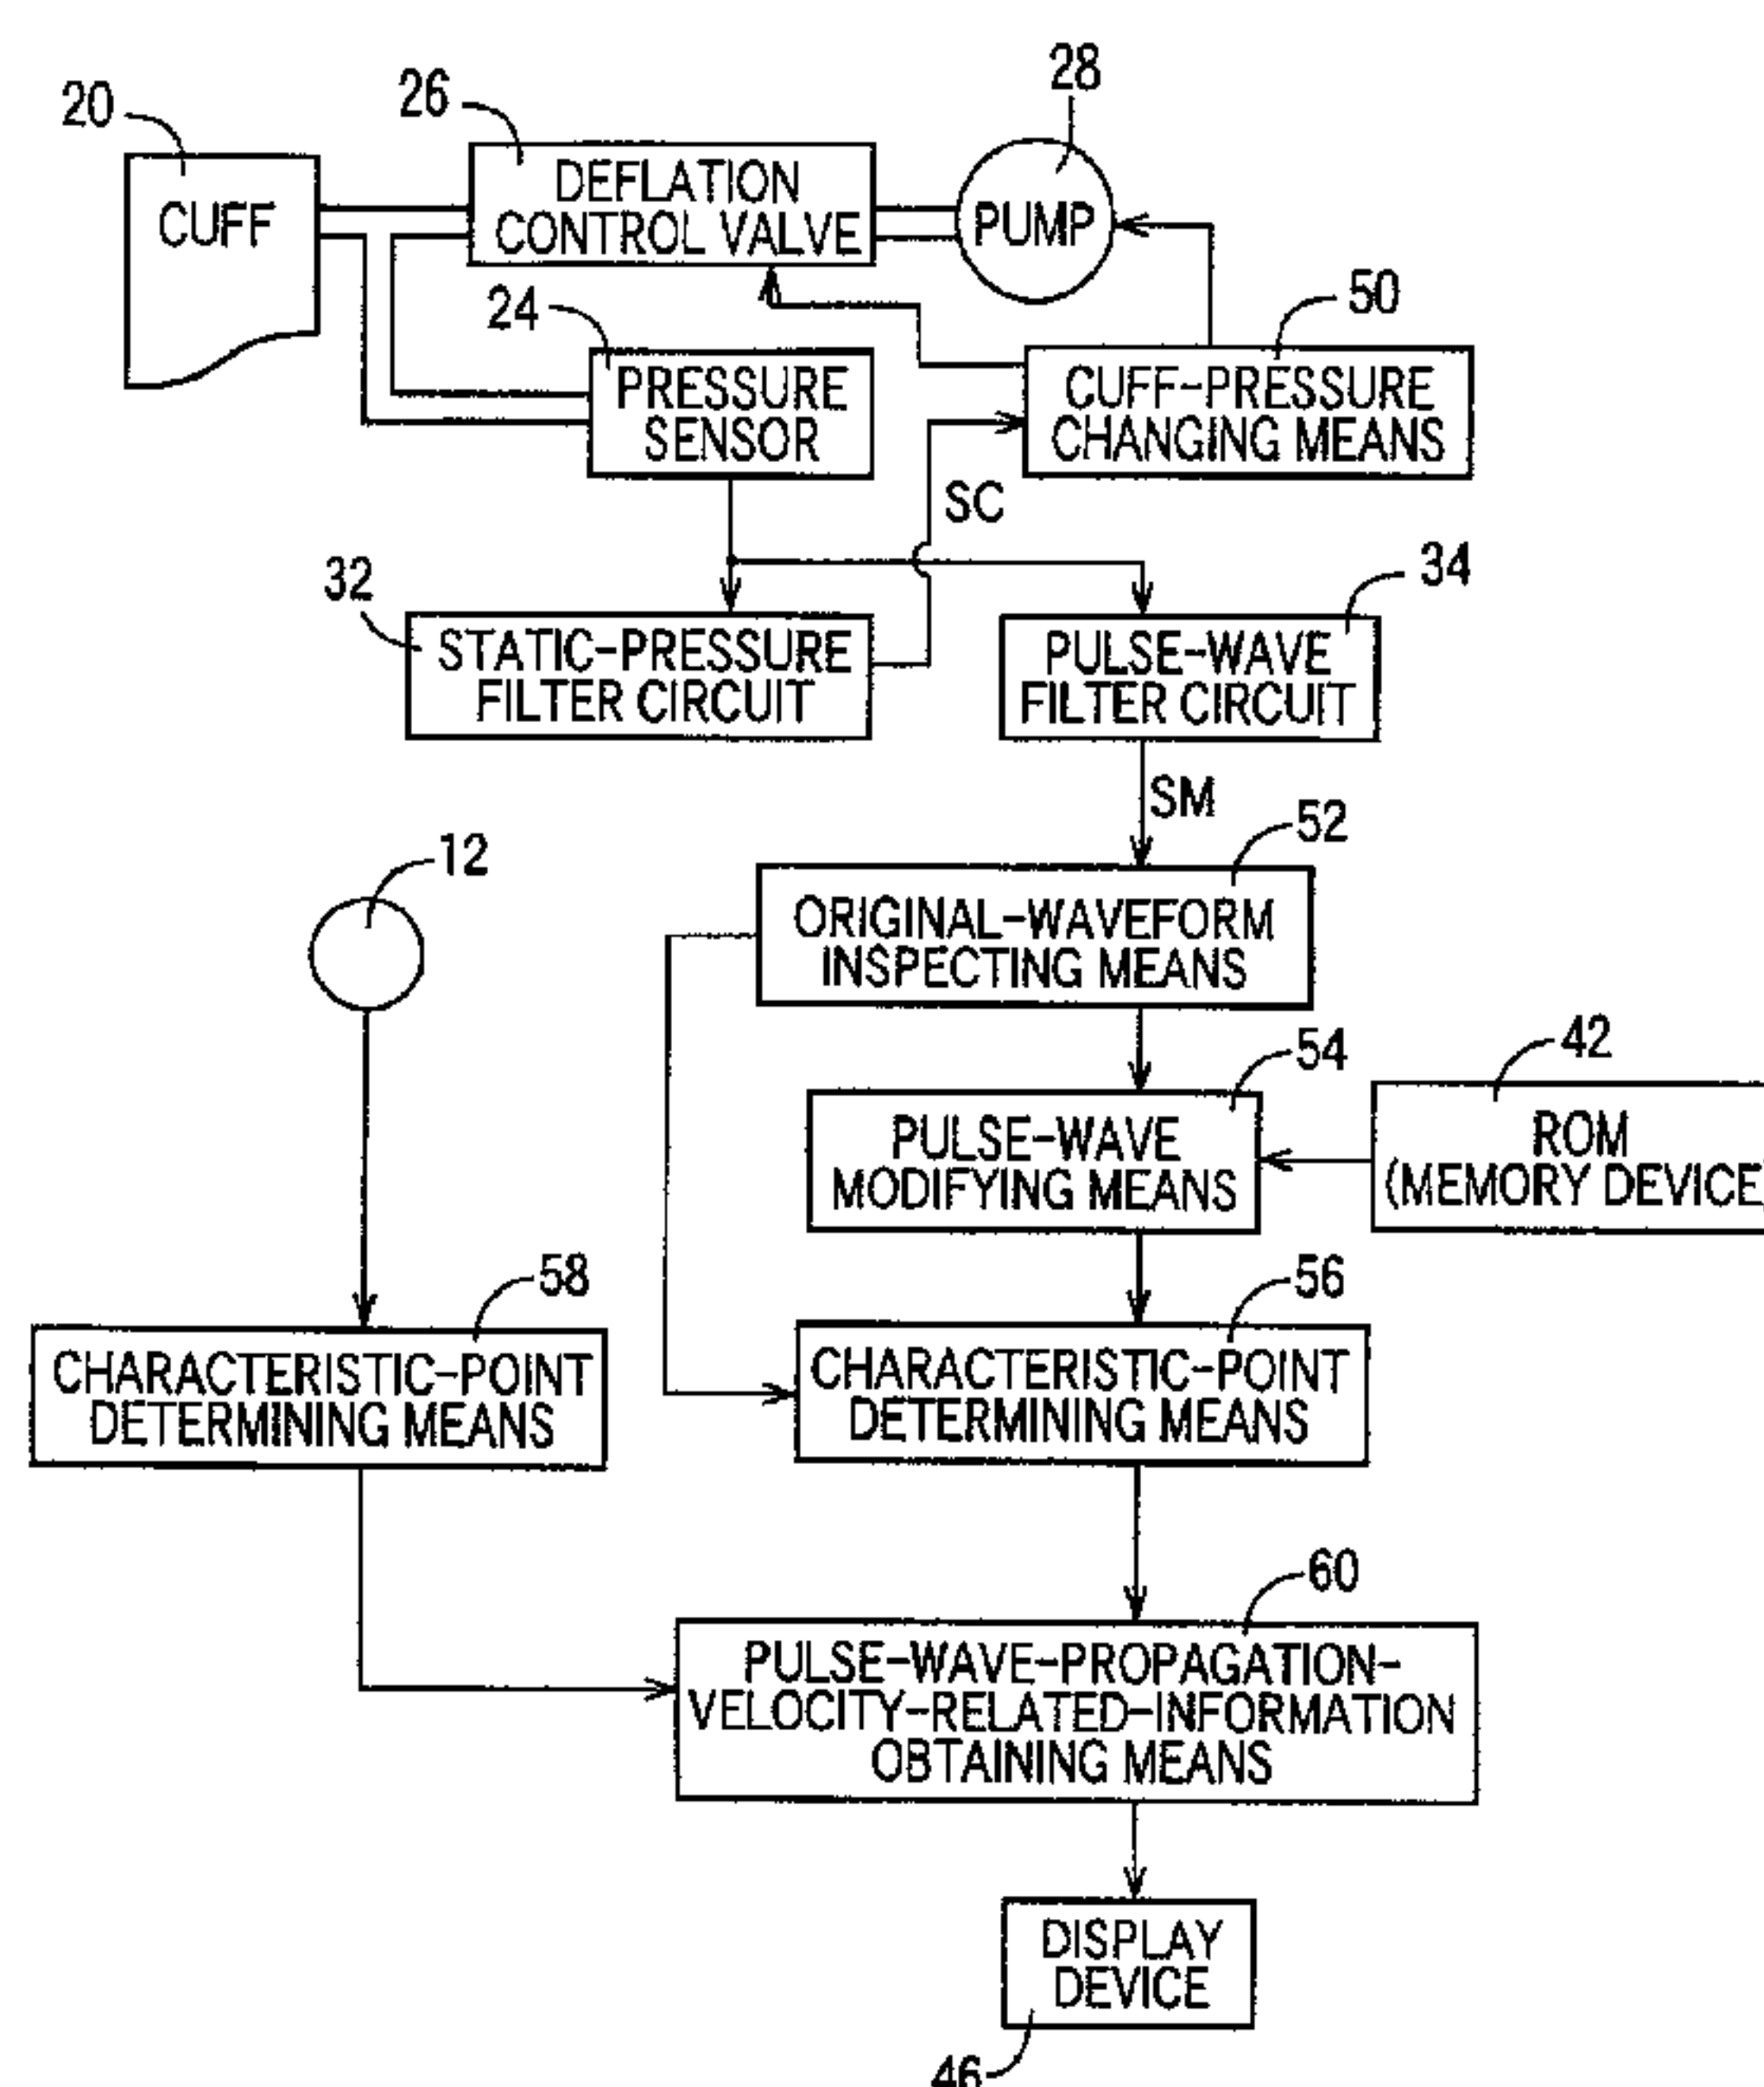 20
CUFF
26
DEFLATION
CONTROL VALVE
28
PUMP
24
PRESSURE
SENSOR
50
CUFF-PRESSURE
CHANGING MEANS
SC
32
STATIC-PRESSURE
FILTER CIRCUIT
34
PULSE-WAVE
FILTER CIRCUIT
SM
12
52
ORIGINAL-WAVEFORM
INSPECTING MEANS
54
PULSE-WAVE
MODIFYING MEANS
42
ROM
(MEMORY DEVICE)
58
CHARACTERISTIC-POINT
DETERMINING MEANS
56
CHARACTERISTIC-POINT
DETERMINING MEANS
60
PULSE-WAVE-PROPAGATION-
VELOCITY-RELATED-INFORMATION
OBTAINING MEANS
DISPLAY
DEVICE
46